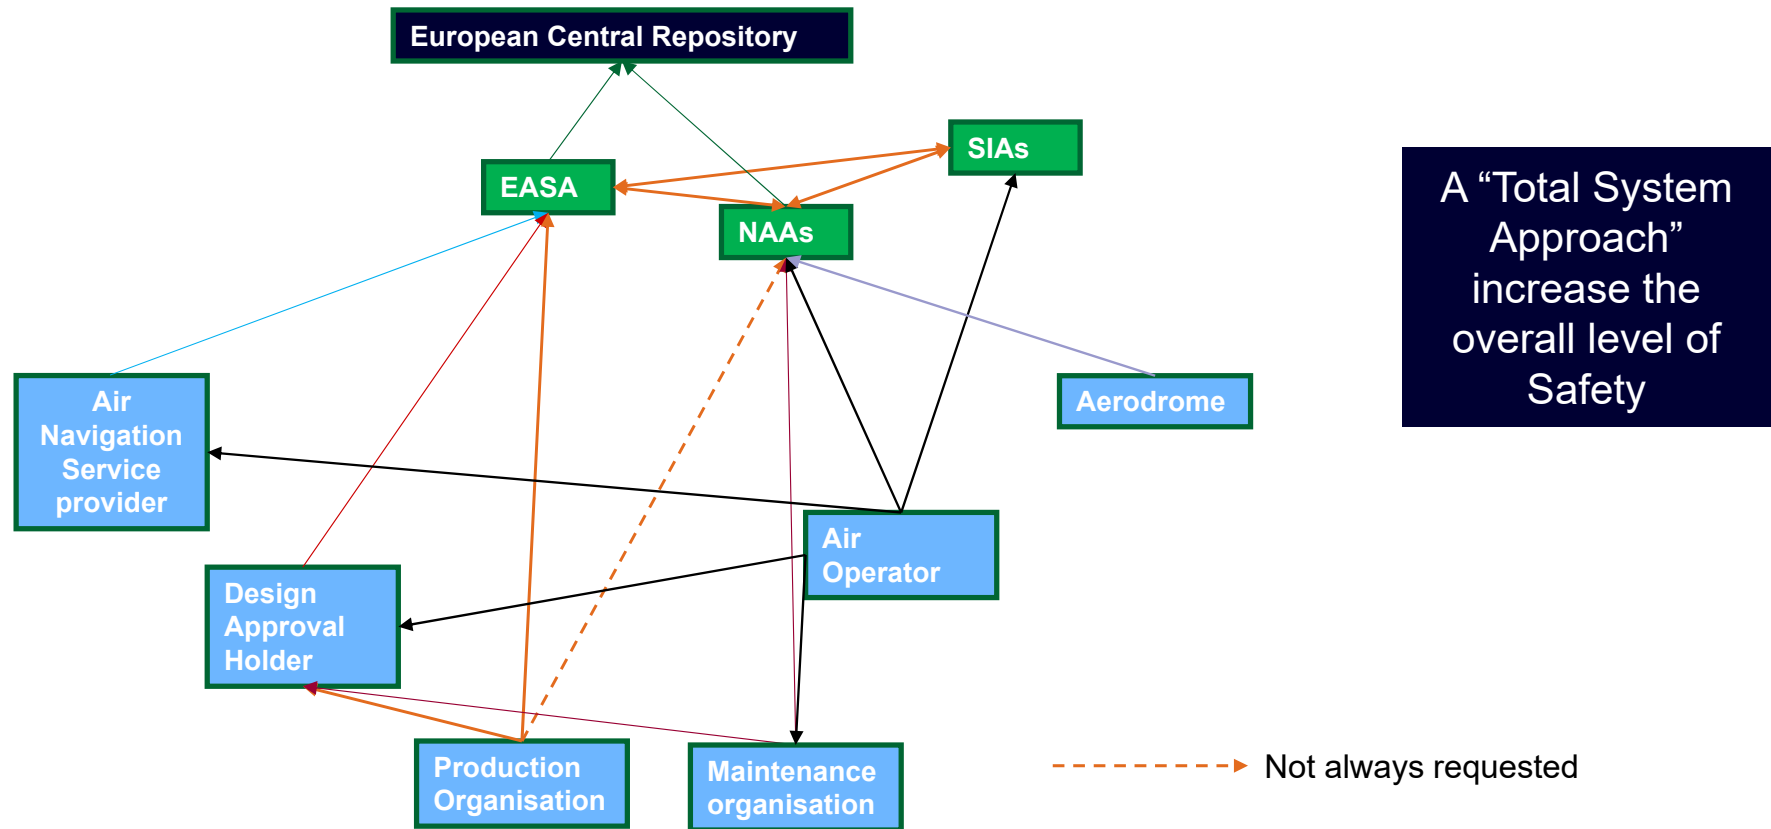 European Central Repository
SIAs
EASA
NAAs
A “Total System
Approach”
increase the
overall level of
Safety
Air
Navigation
Service
provider
Aerodrome
Air
Operator
Design
Approval
Holder
Production
Organisation
Maintenance
organisation
Not always requested